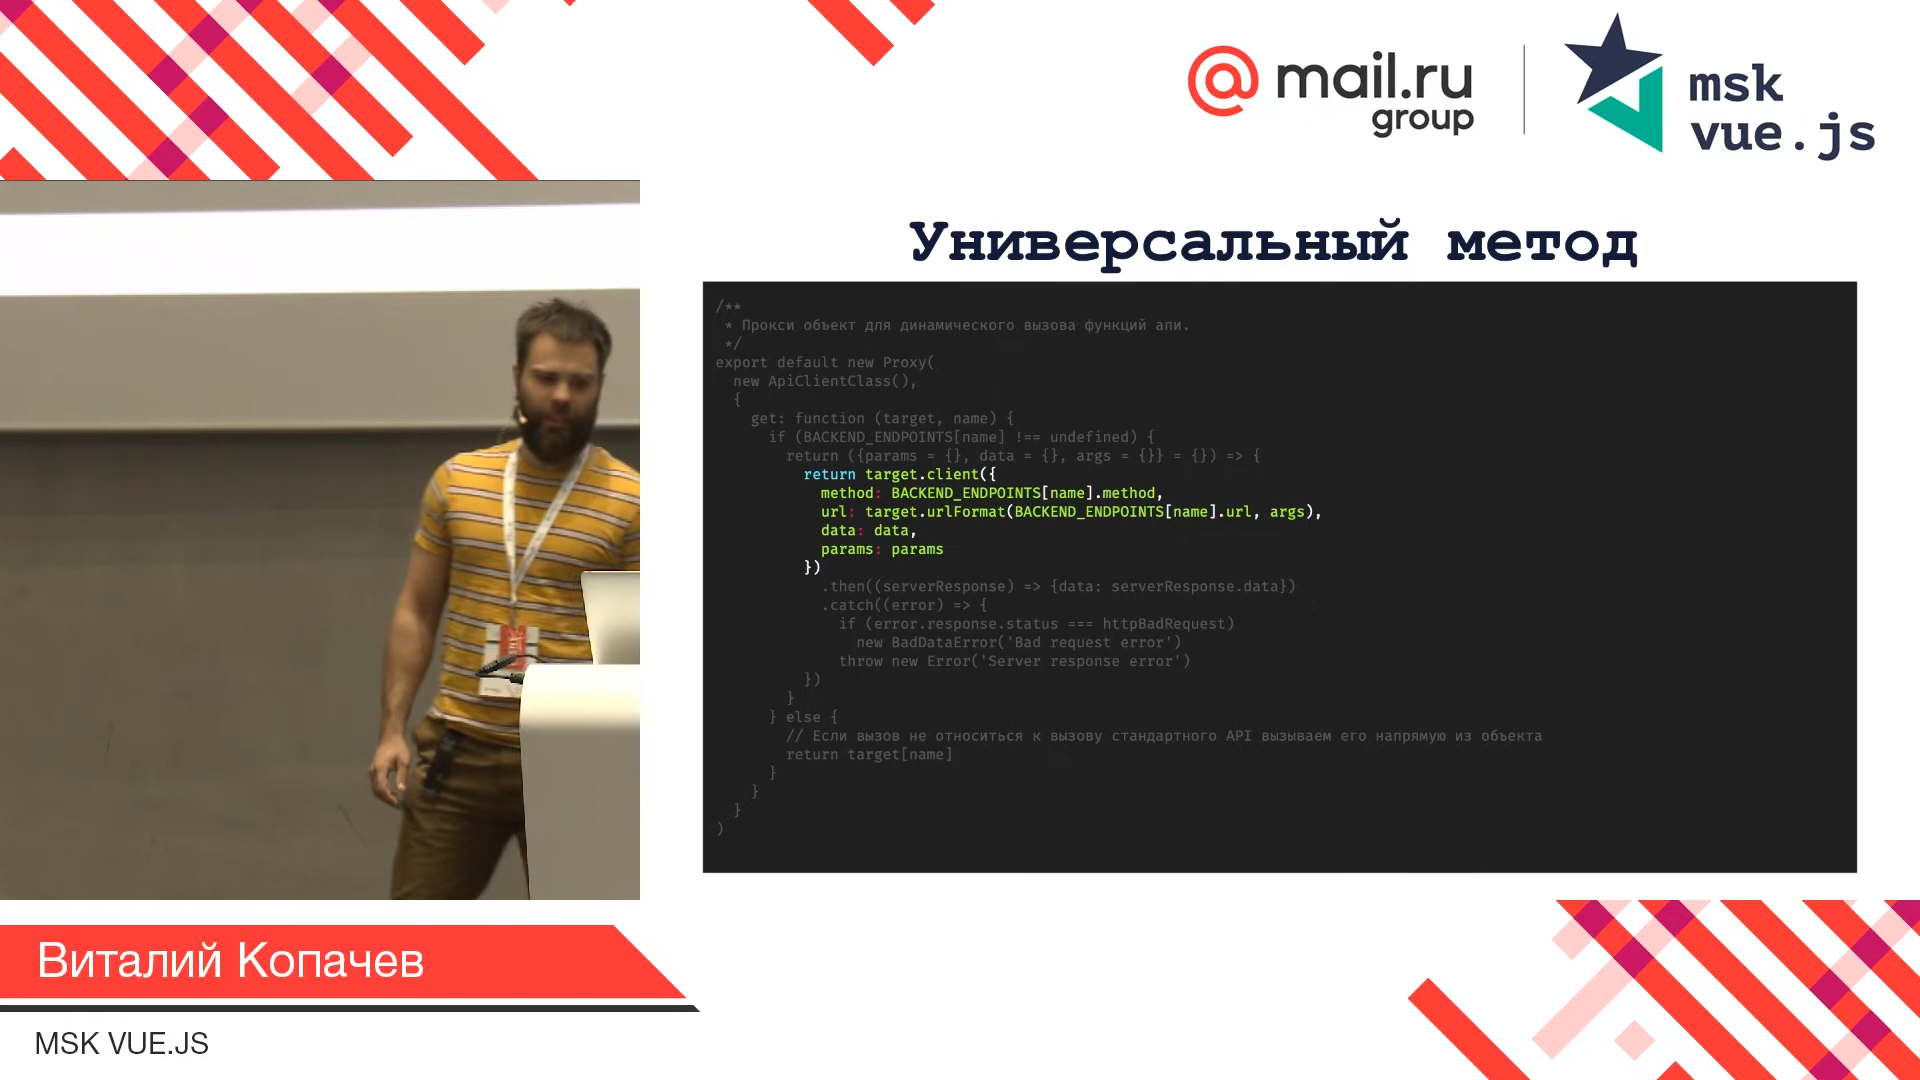 @mail.ru
group
msk
vue.js
Универсальный метод
/**
 * Прокси объект для динамического вызова функций апи.
 */
export default new Proxy(
  new ApiClientClass(),
  {
    get: function (target, name) {
      if (BACKEND_ENDPOINTS[name] !== undefined) {
        return ({params = {}, data = {}, args = {}} = {}) => {
          return target.client({
            method: BACKEND_ENDPOINTS[name].method,
            url: target.urlFormat(BACKEND_ENDPOINTS[name].url, args),
            data: data,
            params: params
          })
            .then((serverResponse) => {data: serverResponse.data})
            .catch((error) => {
              if (error.response.status === httpBadRequest)
                new BadDataError('Bad request error')
              throw new Error('Server response error')
          })
        }
      } else {
        // Если вызов не относиться к вызову стандартного API вызываем его напрямую из объекта
        return target[name]
      }
    }
  }
)
Виталий Копачев
MSK VUE.JS